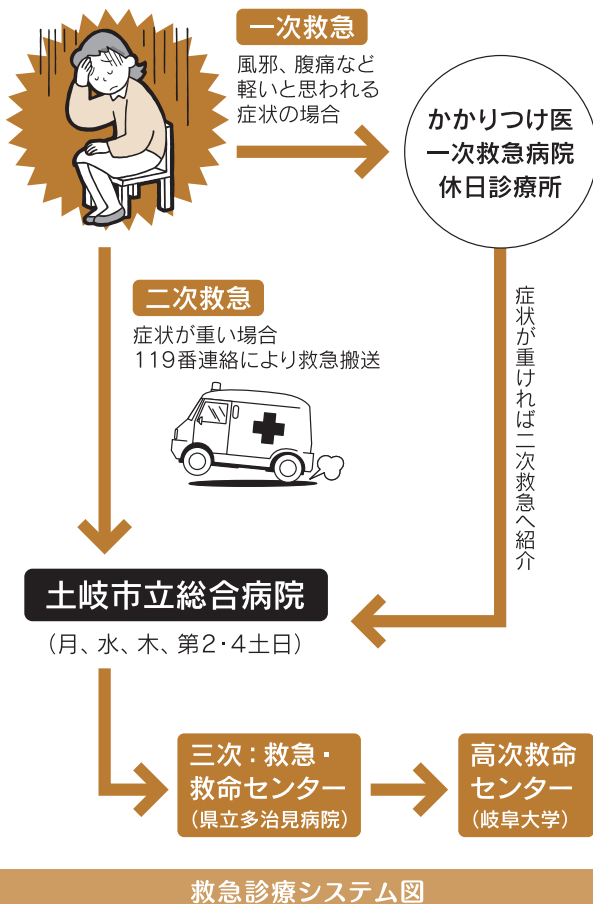 一次救急
風邪、腹痛など
軽いと思われる
症状の場合
かかりつけ医
一次救急病院
休日診療所
二次救急
症状が重い場合
119番連絡により救急搬送
症状が重ければ二次救急へ紹介
土岐市立総合病院
（月、水、木、第2・4土日）
三次：救急・
救命センター
（県立多治見病院）
高次救命
センター
（岐阜大学）
救急診療システム図